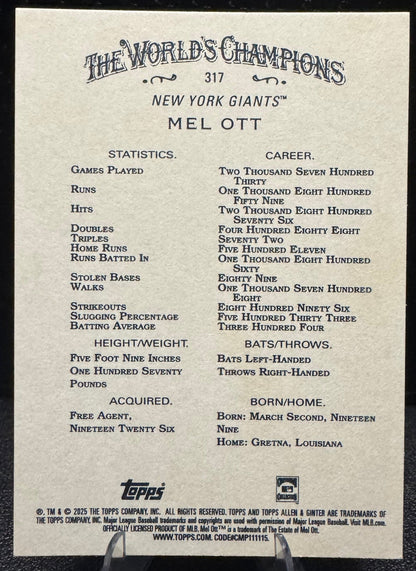 THE WORLD'S CHAMPIONS
317
NEW YORK GIANTS™
MEL OTT
STATISTICS. CAREER.
GAMES PLAYED TWO THOUSAND SEVEN HUNDRED
THIRTY
RUNS ONE THOUSAND EIGHT HUNDRED
FIFTY NINE
HITS TWO THOUSAND EIGHT HUNDRED
SEVENTY SIX
DOUBLES FOUR HUNDRED EIGHTY EIGHT
TRIPLES SEVENTY TWO
HOME RUNS FIVE HUNDRED ELEVEN
RUNS BATTED IN ONE THOUSAND EIGHT HUNDRED
SIXTY
STOLEN BASES EIGHTY NINE
WALKS ONE THOUSAND SEVEN HUNDRED
EIGHT
STRIKEOUTS EIGHT HUNDRED NINETY SIX
SLUGGING PERCENTAGE FIVE HUNDRED THIRTY THREE
BATTING AVERAGE THREE HUNDRED FOUR
HEIGHT/WEIGHT. BATS/THROWS.
FIVE FOOT NINE INCHES BATS LEFT-HANDED
ONE HUNDRED SEVENTY THROWS RIGHT-HANDED
POUNDS
ACQUIRED. BORN/HOME.
FREE AGENT, BORN: MARCH SECOND, NINETEEN
NINETEEN TWENTY SIX NINE
HOME: GRETNA, LOUISIANA
Topps
®, TM & © 2025 THE TOPPS COMPANY, INC. ALL RIGHTS RESERVED. TOPPS AND TOPPS ALLEN & GINTER ARE TRADEMARKS OF
THE TOPPS COMPANY, INC. Major League Baseball trademarks and copyrights are used with permission of Major League Baseball. Visit MLB.com.
OFFICIALLY LICENSED PRODUCT OF MLB. Mel Ott™ is a trademark of The Estate of Mel Ott.
WWW.TOPPS.COM. CODE#CMP111115.